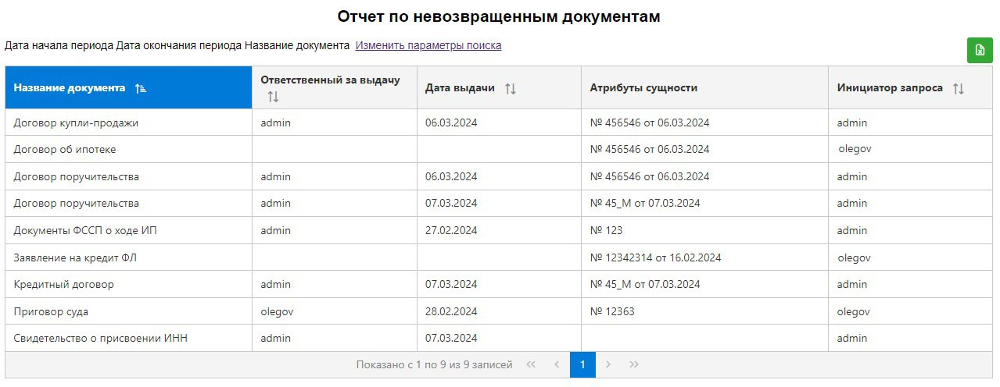 Отчет по невозвращенным документам
Дата начала периода Дата окончания периода Название документа Изменить параметры поиска
Название документа Ответственный за выдачу Дата выдачи Атрибуты сущности Инициатор запроса
Договор купли-продажи admin 06.03.2024 № 456546 от 06.03.2024 admin
Договор об ипотеке № 456546 от 06.03.2024 olegov
Договор поручительства admin 06.03.2024 № 456546 от 06.03.2024 admin
Договор поручительства admin 07.03.2024 № 45_М от 07.03.2024 admin
Документы ФССП о ходе ИП admin 27.02.2024 № 123 admin
Заявление на кредит ФЛ № 12342314 от 16.02.2024 olegov
Кредитный договор admin 07.03.2024 № 45_М от 07.03.2024 admin
Приговор суда olegov 28.02.2024 № 12363 olegov
Свидетельство о присвоении ИНН admin 07.03.2024 admin
Показано с 1 по 9 из 9 записей 1